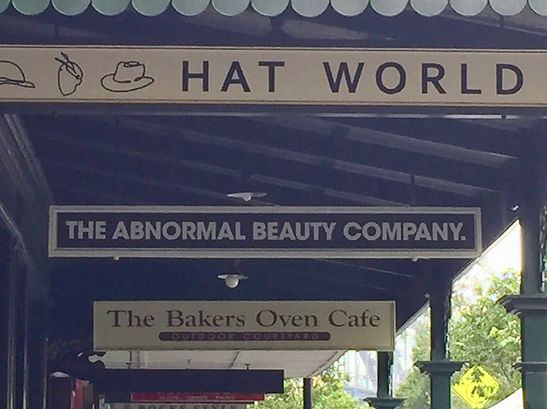 HAT WORLD
THE ABNORMAL BEAUTY COMPANY.
The Bakers Oven Cafe
OUTDOOR COURTYARD